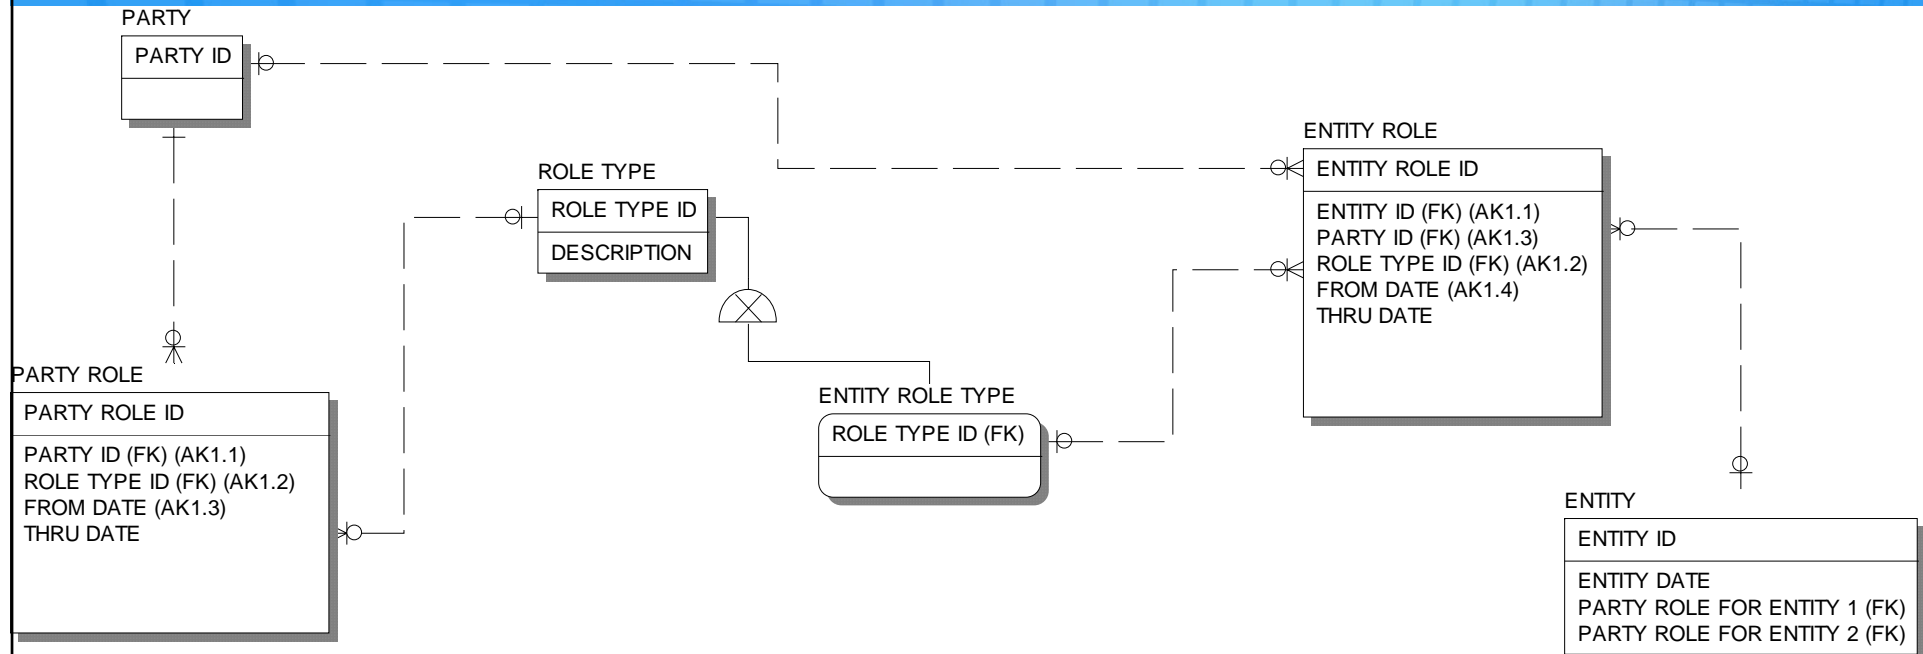 PARTY
PARTY ID
ENTITY ROLE
ENTITY ROLE ID
ENTITY ID (FK) (AK1.1)
PARTY ID (FK) (AK1.3)
ROLE TYPE ID (FK) (AK1.2)
FROM DATE (AK1.4)
THRU DATE
ROLE TYPE
ROLE TYPE ID
DESCRIPTION
PARTY ROLE
PARTY ROLE ID
PARTY ID (FK) (AK1.1)
ROLE TYPE ID (FK) (AK1.2)
FROM DATE (AK1.3)
THRU DATE
ENTITY ROLE TYPE
ROLE TYPE ID (FK)
ENTITY
ENTITY ID
ENTITY DATE
PARTY ROLE FOR ENTITY 1 (FK)
PARTY ROLE FOR ENTITY 2 (FK)